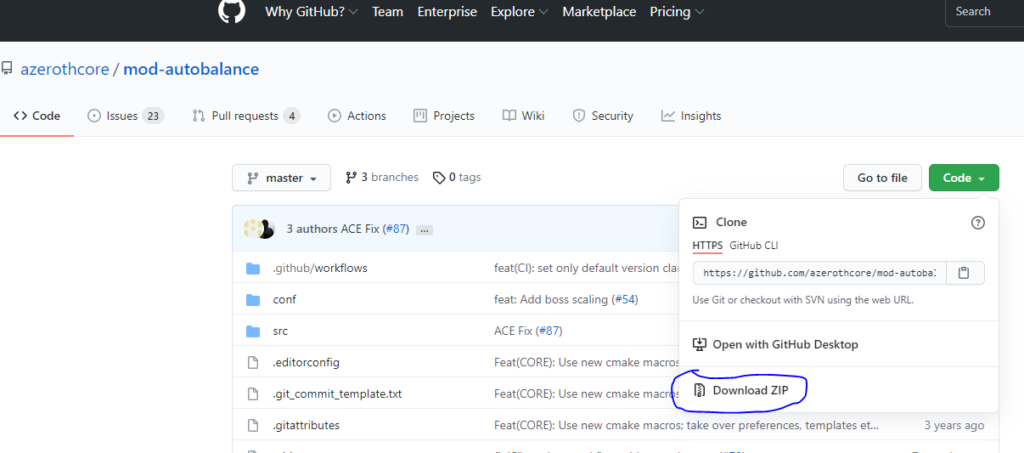 Why GitHub? Team Enterprise Explore Marketplace Pricing Search
azerothcore / mod-autobalance
Code Issues 23 Pull requests 4 Actions Projects Wiki Security Insights
master 3 branches 0 tags Go to file Code
3 authors ACE Fix (#87) ...
Clone
HTTPS GitHub CLI
.github/workflows feat(CI): set only default version cla
https://github.com/azerothcore/mod-autoba
conf feat: Add boss scaling (#54)
Use Git or checkout with SVN using the web URL.
src ACE Fix (#87)
Open with GitHub Desktop
.editorconfig Feat(CORE): Use new cmake macros
Download ZIP
.git_commit_template.txt Feat(CORE): Use new cmake macros
.gitattributes Feat(CORE): Use new cmake macros; take over preferences, templates et... 3 years ago